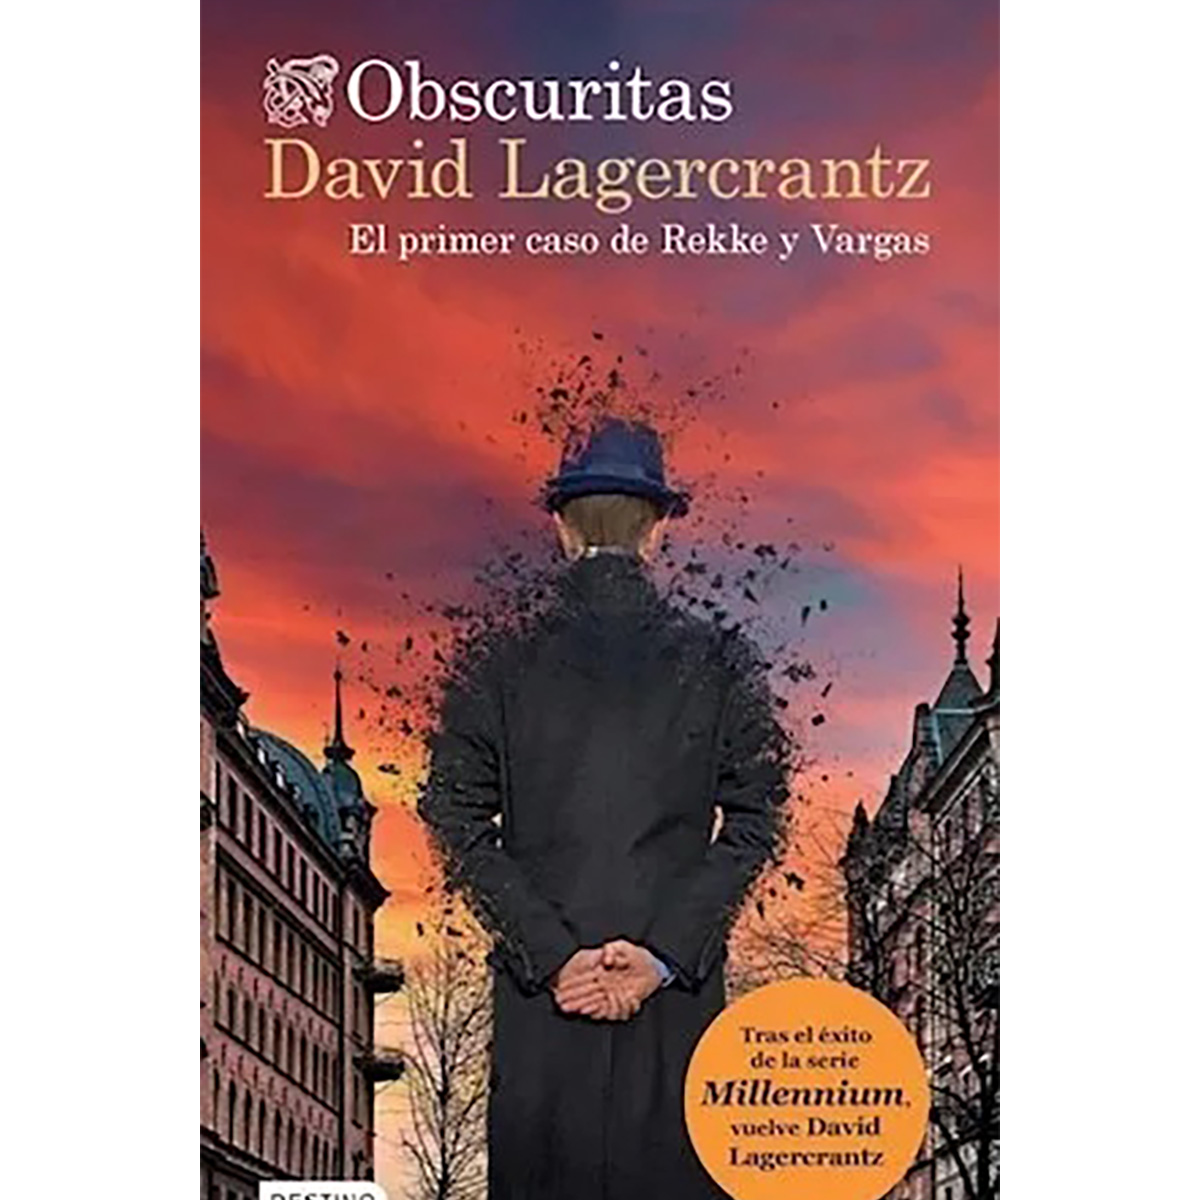 Obscuritas
David Lagercrantz
El primer caso de Rekke y Vargas
Tras el éxito
de la serie
Millennium,
vuelve David
Lagercrantz
DESTINO